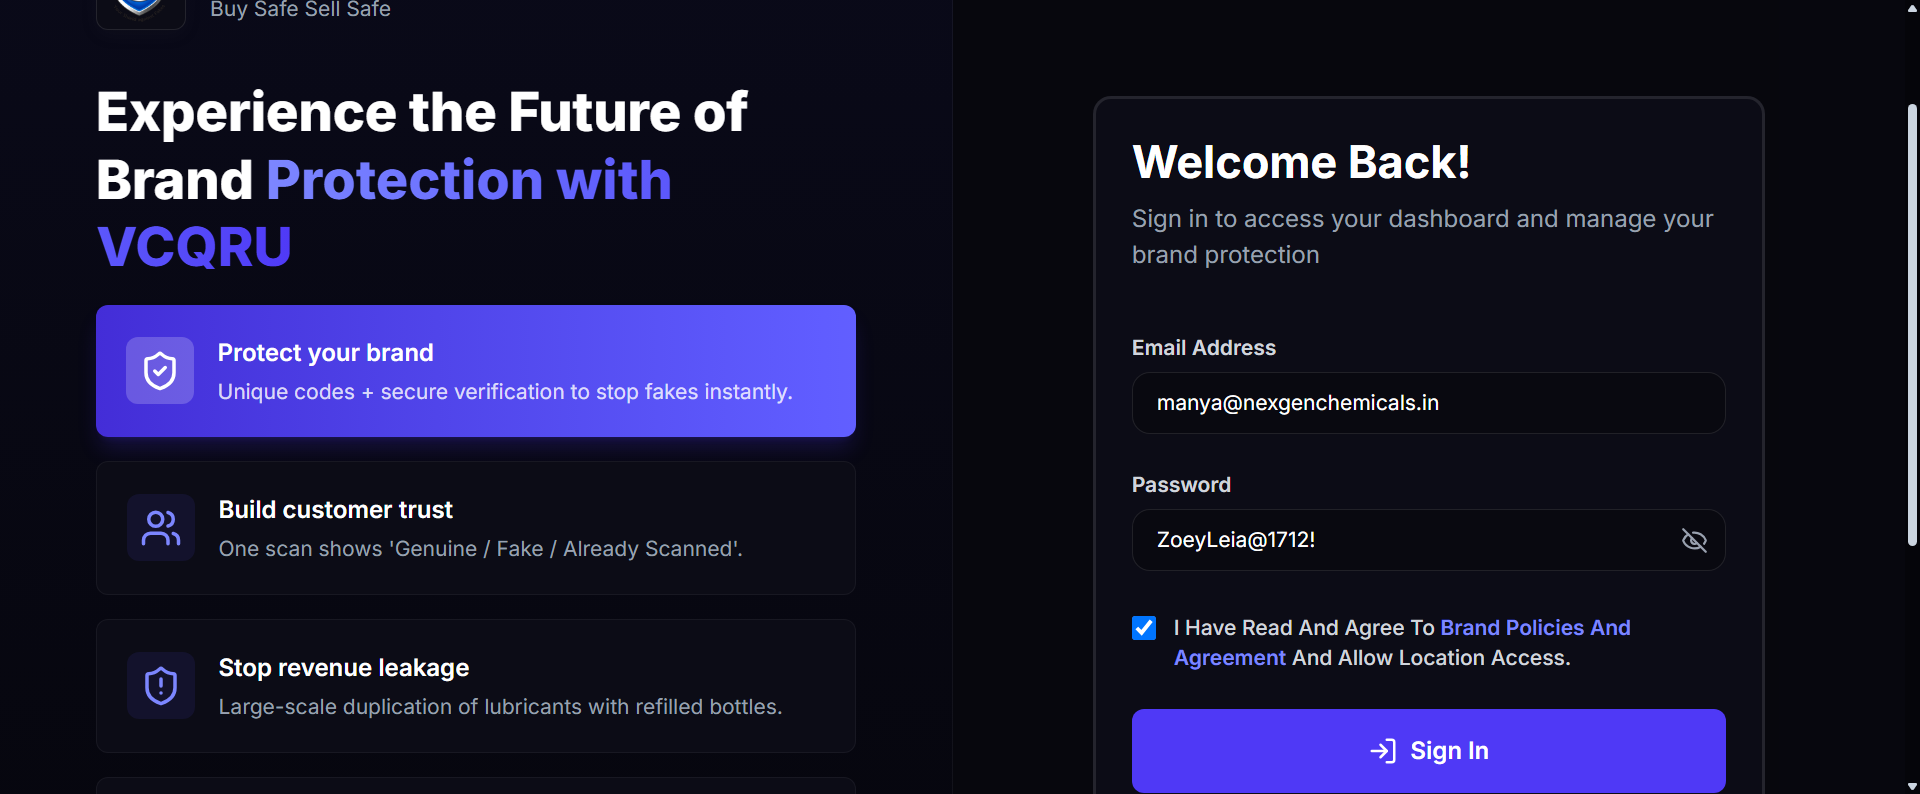 Buy Safe Sell Safe
Experience the Future of
Brand Protection with
VCQRU
Protect your brand
Unique codes + secure verification to stop fakes instantly.
Build customer trust
One scan shows 'Genuine / Fake / Already Scanned'.
Stop revenue leakage
Large-scale duplication of lubricants with refilled bottles.
Welcome Back!
Sign in to access your dashboard and manage your
brand protection
Email Address
manya@nexgenchemicals.in
Password
ZoeyLeia@1712!
I Have Read And Agree To Brand Policies And
Agreement And Allow Location Access.
Sign In